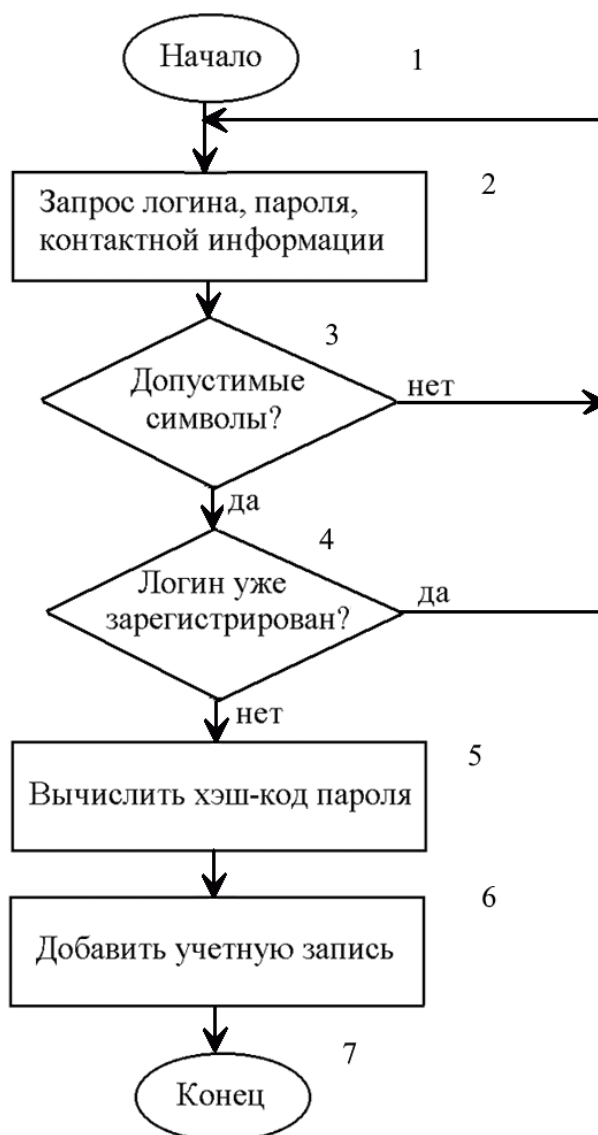 Начало
1
Запрос логина, пароля,
контактной информации
2
3
Допустимые
символы?
нет
да
4
Логин уже
зарегистрирован?
да
нет
5
Вычислить хэш-код пароля
6
Добавить учетную запись
7
Конец